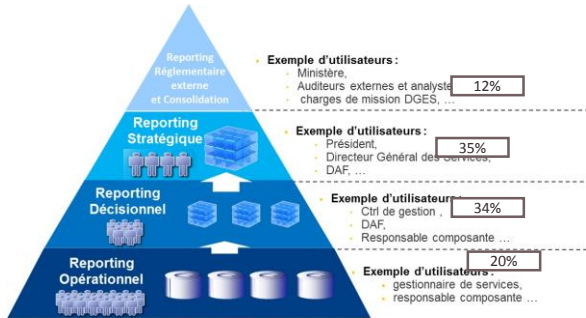 Reporting
Réglementaire
externe
et Consolidation
Exemple d'utilisateurs :
Ministère,
Auditeurs externes et analyste
12%
charges de mission DGES, …
Reporting
Stratégique
Exemple d'utilisateurs :
Président,
35%
Directeur Général des Services,
DAF, …
Reporting
Décisionnel
Exemple d'utilisateurs :
Ctrl de gestion ,
34%
DAF,
Responsable composante …
Reporting
Opérationnel
20%
Exemple d'utilisateurs :
gestionnaire de services,
responsable composante …